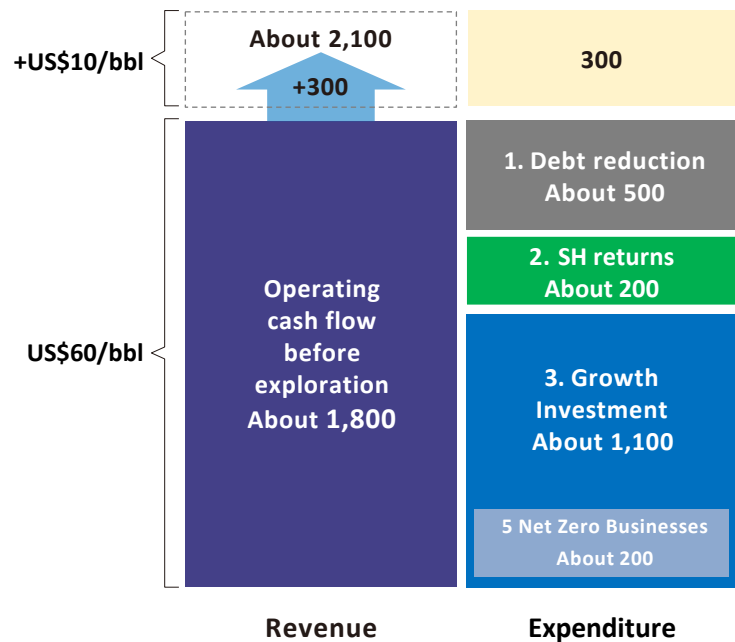 +US$10/bbl
About 2,100
+300
300
US$60/bbl
Operating
cash flow
before
exploration
About 1,800
1. Debt reduction
About 500
2. SH returns
About 200
3. Growth
Investment
About 1,100
5 Net Zero Businesses
About 200
Revenue
Expenditure